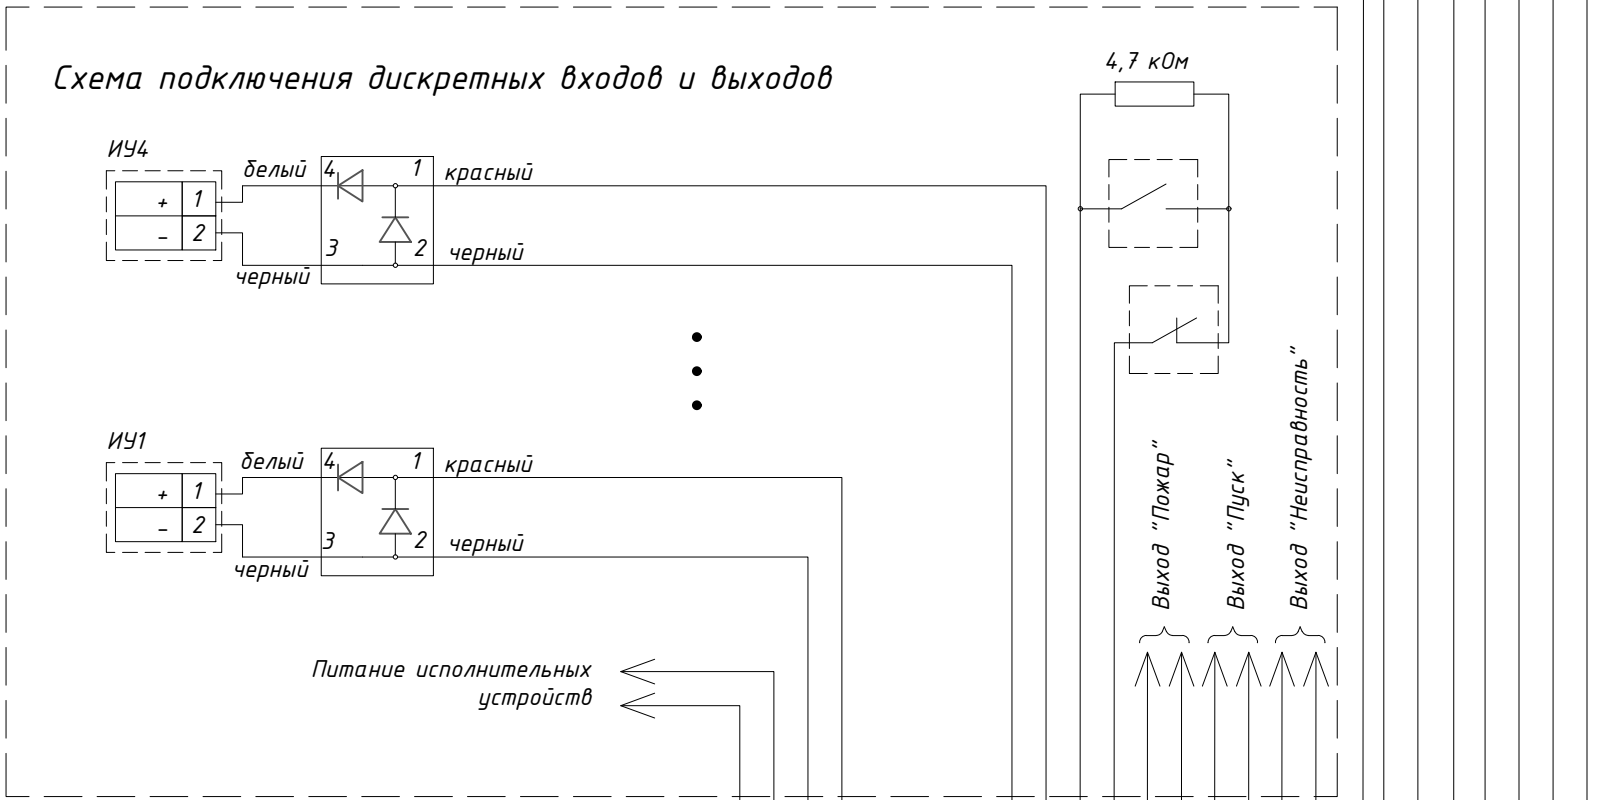 4,7 кОм
Схема подключения дискретных входов и выходов
ИУ4
белый
4
1
красный
+ 1
- 2
3
2
черный
черный
ИУ1
белый
4
1
красный
+ 1
- 2
3
2
черный
черный
Питание исполнительных
устройств
Выход "Пожар"
Выход "Пуск"
Выход "Неисправность"